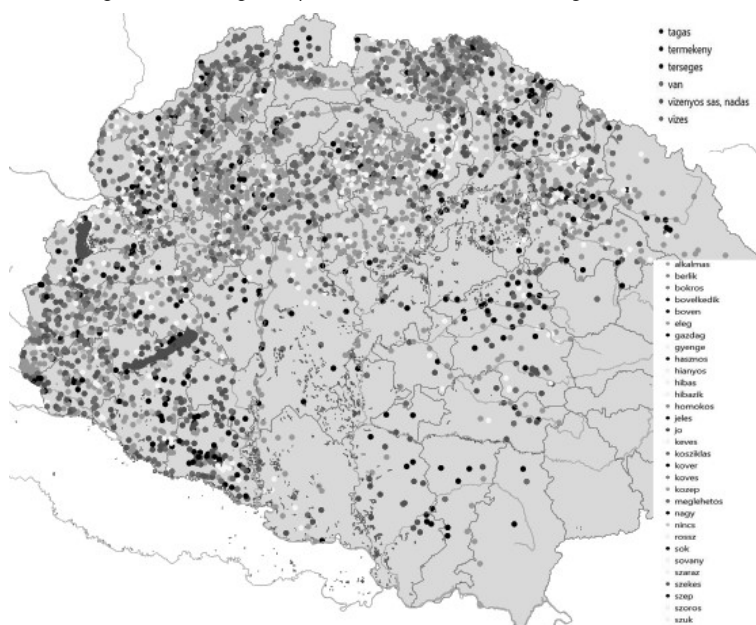 tagas
termekeny
terseges
van
vizenyos sas, nadas
vizes
alkalmas
berlik
bokros
bovelkedik
boven
eleg
gazdag
gyenge
hasznos
hianyos
hibas
hibazik
homokos
jeles
jo
keves
kosziklas
kover
koves
kozep
meglehetos
nagy
nincs
rossz
sok
sovany
szaraz
szekes
szep
szoros
szuk